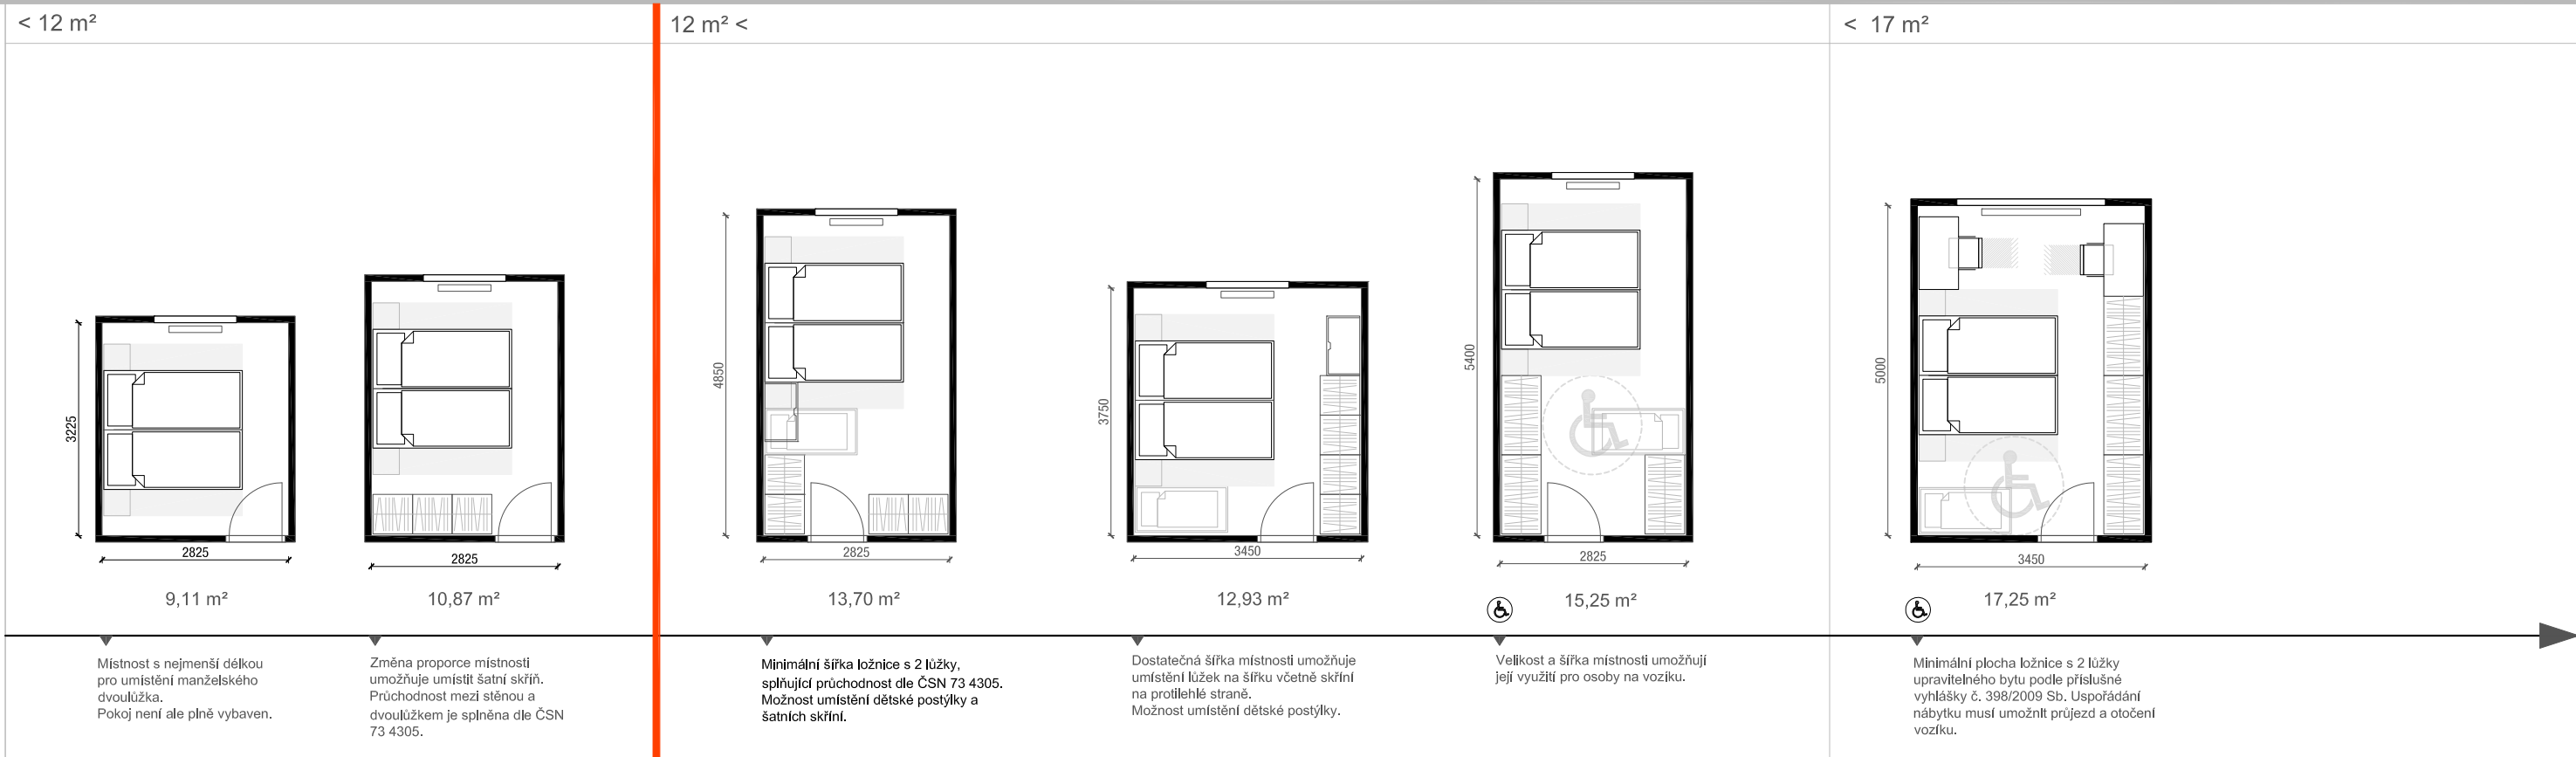 < 12 m²
12 m² <
< 17 m²
3225
2825
9,11 m²
Místnost s nejmenší délkou
pro umístění manželského
dvoulůžka.
Pokoj není ale plně vybaven.
2825
10,87 m²
Změna proporce místnosti
umožňuje umístit šatní skříň.
Průchodnost mezi stěnou a
dvoulůžkem je splněna dle ČSN
73 4305.
4850
2825
13,70 m²
Minimální šířka ložnice s 2 lůžky,
splňující průchodnost dle ČSN 73 4305.
Možnost umístění dětské postýlky a
šatních skříní.
3750
3450
12,93 m²
Dostatečná šířka místnosti umožňuje
umístění lůžek na šířku včetně skříní
na protilehlé straně.
Možnost umístění dětské postýlky.
5400
2825
15,25 m²
Velikost a šířka místnosti umožňují
její využití pro osoby na vozíku.
5000
3450
17,25 m²
Minimální plocha ložnice s 2 lůžky
upravitelného bytu podle příslušné
vyhlášky č. 398/2009 Sb. Uspořádání
nábytku musí umožnit průjezd a otočení
vozíku.